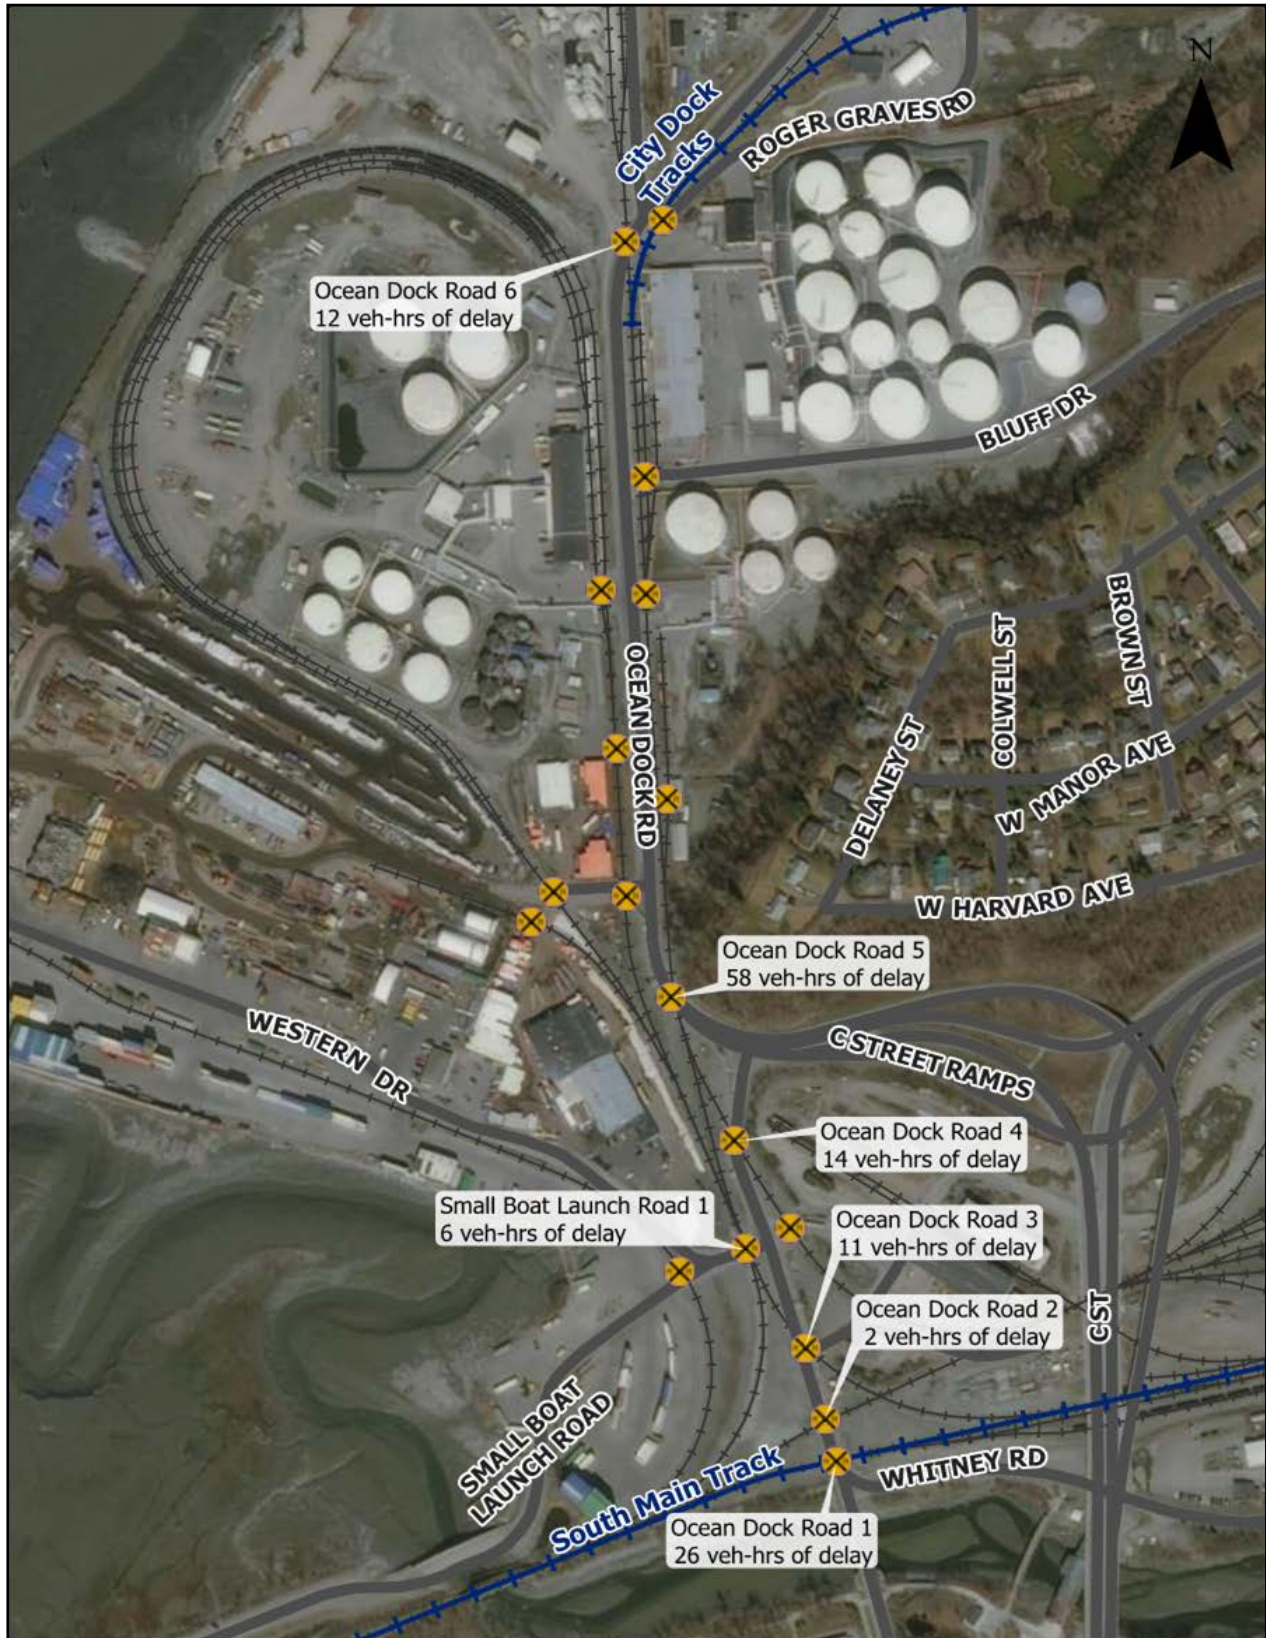 N
City Dock
Tracks
ROGER GRAVES RD
Ocean Dock Road 6
12 veh-hrs of delay
BLUFF DR
BROWN ST
COLWELL ST
OCEAN DOCK RD
DELANEY ST
W MANOR AVE
W HARVARD AVE
Ocean Dock Road 5
58 veh-hrs of delay
WESTERN DR
C STREET RAMPS
Ocean Dock Road 4
14 veh-hrs of delay
Small Boat Launch Road 1
6 veh-hrs of delay
Ocean Dock Road 3
11 veh-hrs of delay
Ocean Dock Road 2
2 veh-hrs of delay
C ST
SMALL BOAT
LAUNCH ROAD
South Main Track
WHITNEY RD
Ocean Dock Road 1
26 veh-hrs of delay